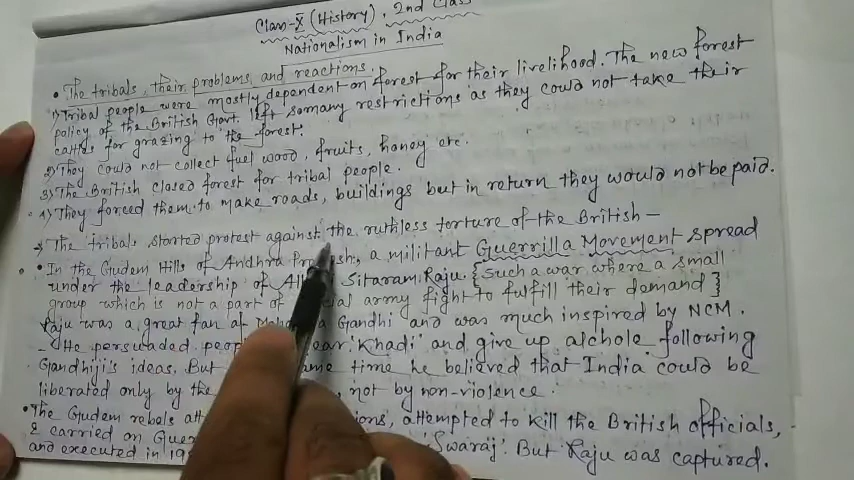 Class-X (History), 2nd Class
Nationalism in India
• The tribals, their problems and reactions.
1) Tribal people were mostly dependent on forest for their livelihood. The new forest
policy of the British Govt. left somany restrictions as they could not take their
cattles for grazing to the forest.
2) They could not collect fuel wood, fruits, honey etc.
3) The British closed forest for tribal people.
4) They forced them to make roads, buildings but in return they would not be paid.
The tribals started protest against the ruthless torture of the British –
• In the Gudem Hills of Andhra a militant Guerrilla Movement spread
under the leadership of Sitaram Raju. {Such a war where a small
group which is not a part of army fight to fulfill their demand}
Raju was a great fan of Gandhi and was much inspired by NCM.
– He persuaded 'Khadi' and give up alchole following
Gandhiji's ideas. But time he believed that India could be
liberated only by the , not by non-violence.
• The Gudem rebels attempted to kill the British officials,
& carried on 'Swaraj'. But Raju was captured.
and executed in